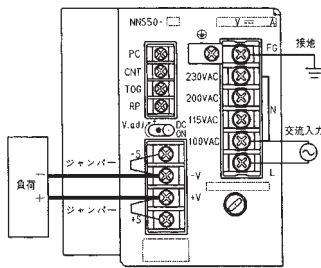 NNS50-
V
A
PC
CNT
TOG
RP
V.adj
DC
ON
FG
接地
230VAC
200VAC
115VAC
100VAC
N
交流入力
L
-S
ジャンパー
-V
負荷
-
+
+V
ジャンパー
+S